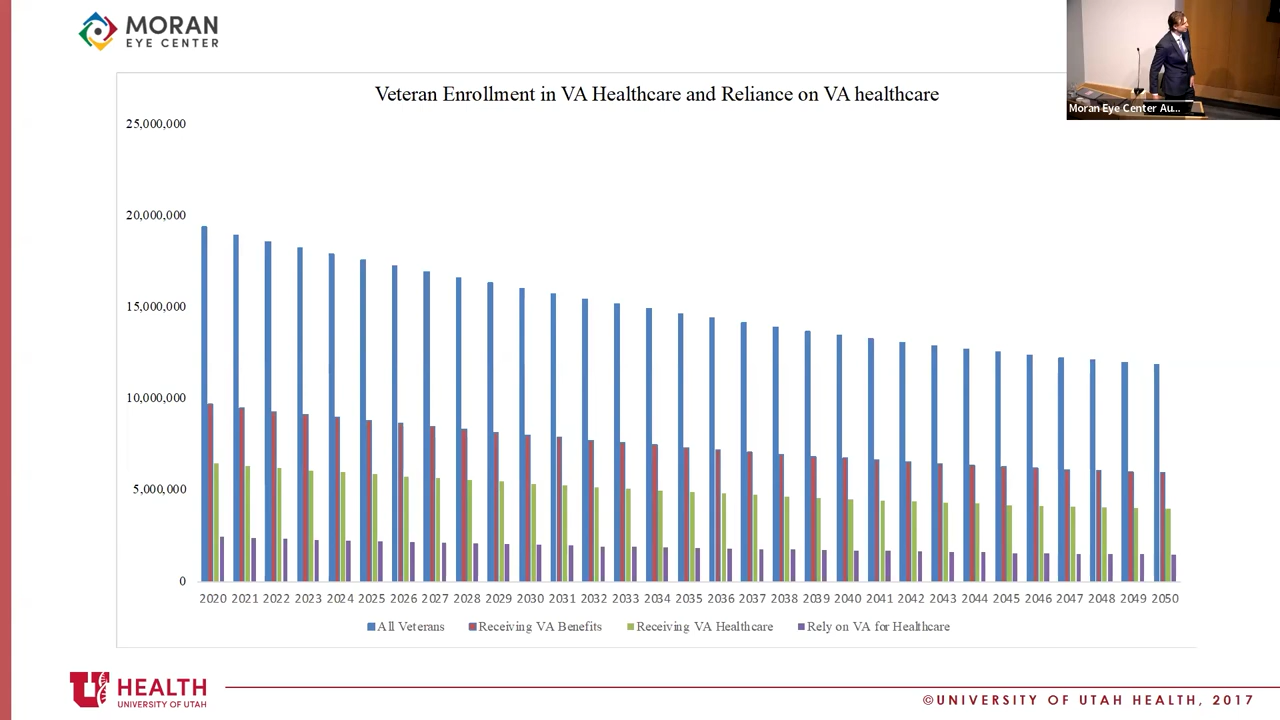 MORAN
EYE CENTER
Moran Eye Center Au...
Veteran Enrollment in VA Healthcare and Reliance on VA healthcare
25,000,000
20,000,000
15,000,000
10,000,000
5,000,000
0
2020 2021 2022 2023 2024 2025 2026 2027 2028 2029 2030 2031 2032 2033 2034 2035 2036 2037 2038 2039 2040 2041 2042 2043 2044 2045 2046 2047 2048 2049 2050
All Veterans Receiving VA Benefits Receiving VA Healthcare Rely on VA for Healthcare
U HEALTH
UNIVERSITY OF UTAH
©UNIVERSITY OF UTAH HEALTH, 2017